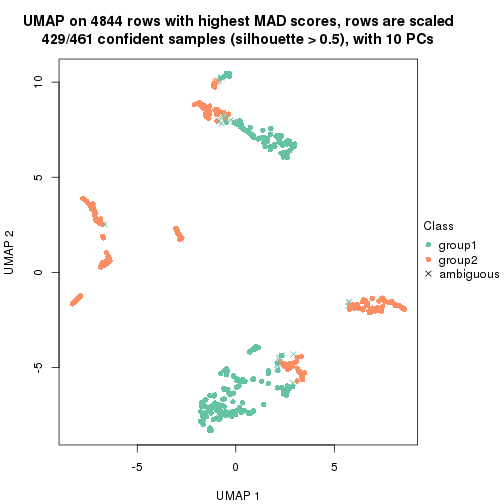 UMAP on 4844 rows with highest MAD scores, rows are scaled
429/461 confident samples (silhouette > 0.5), with 10 PCs
10
5
0
-5
UMAP 2
-5
0
5
UMAP 1
Class
group1
group2
ambiguous